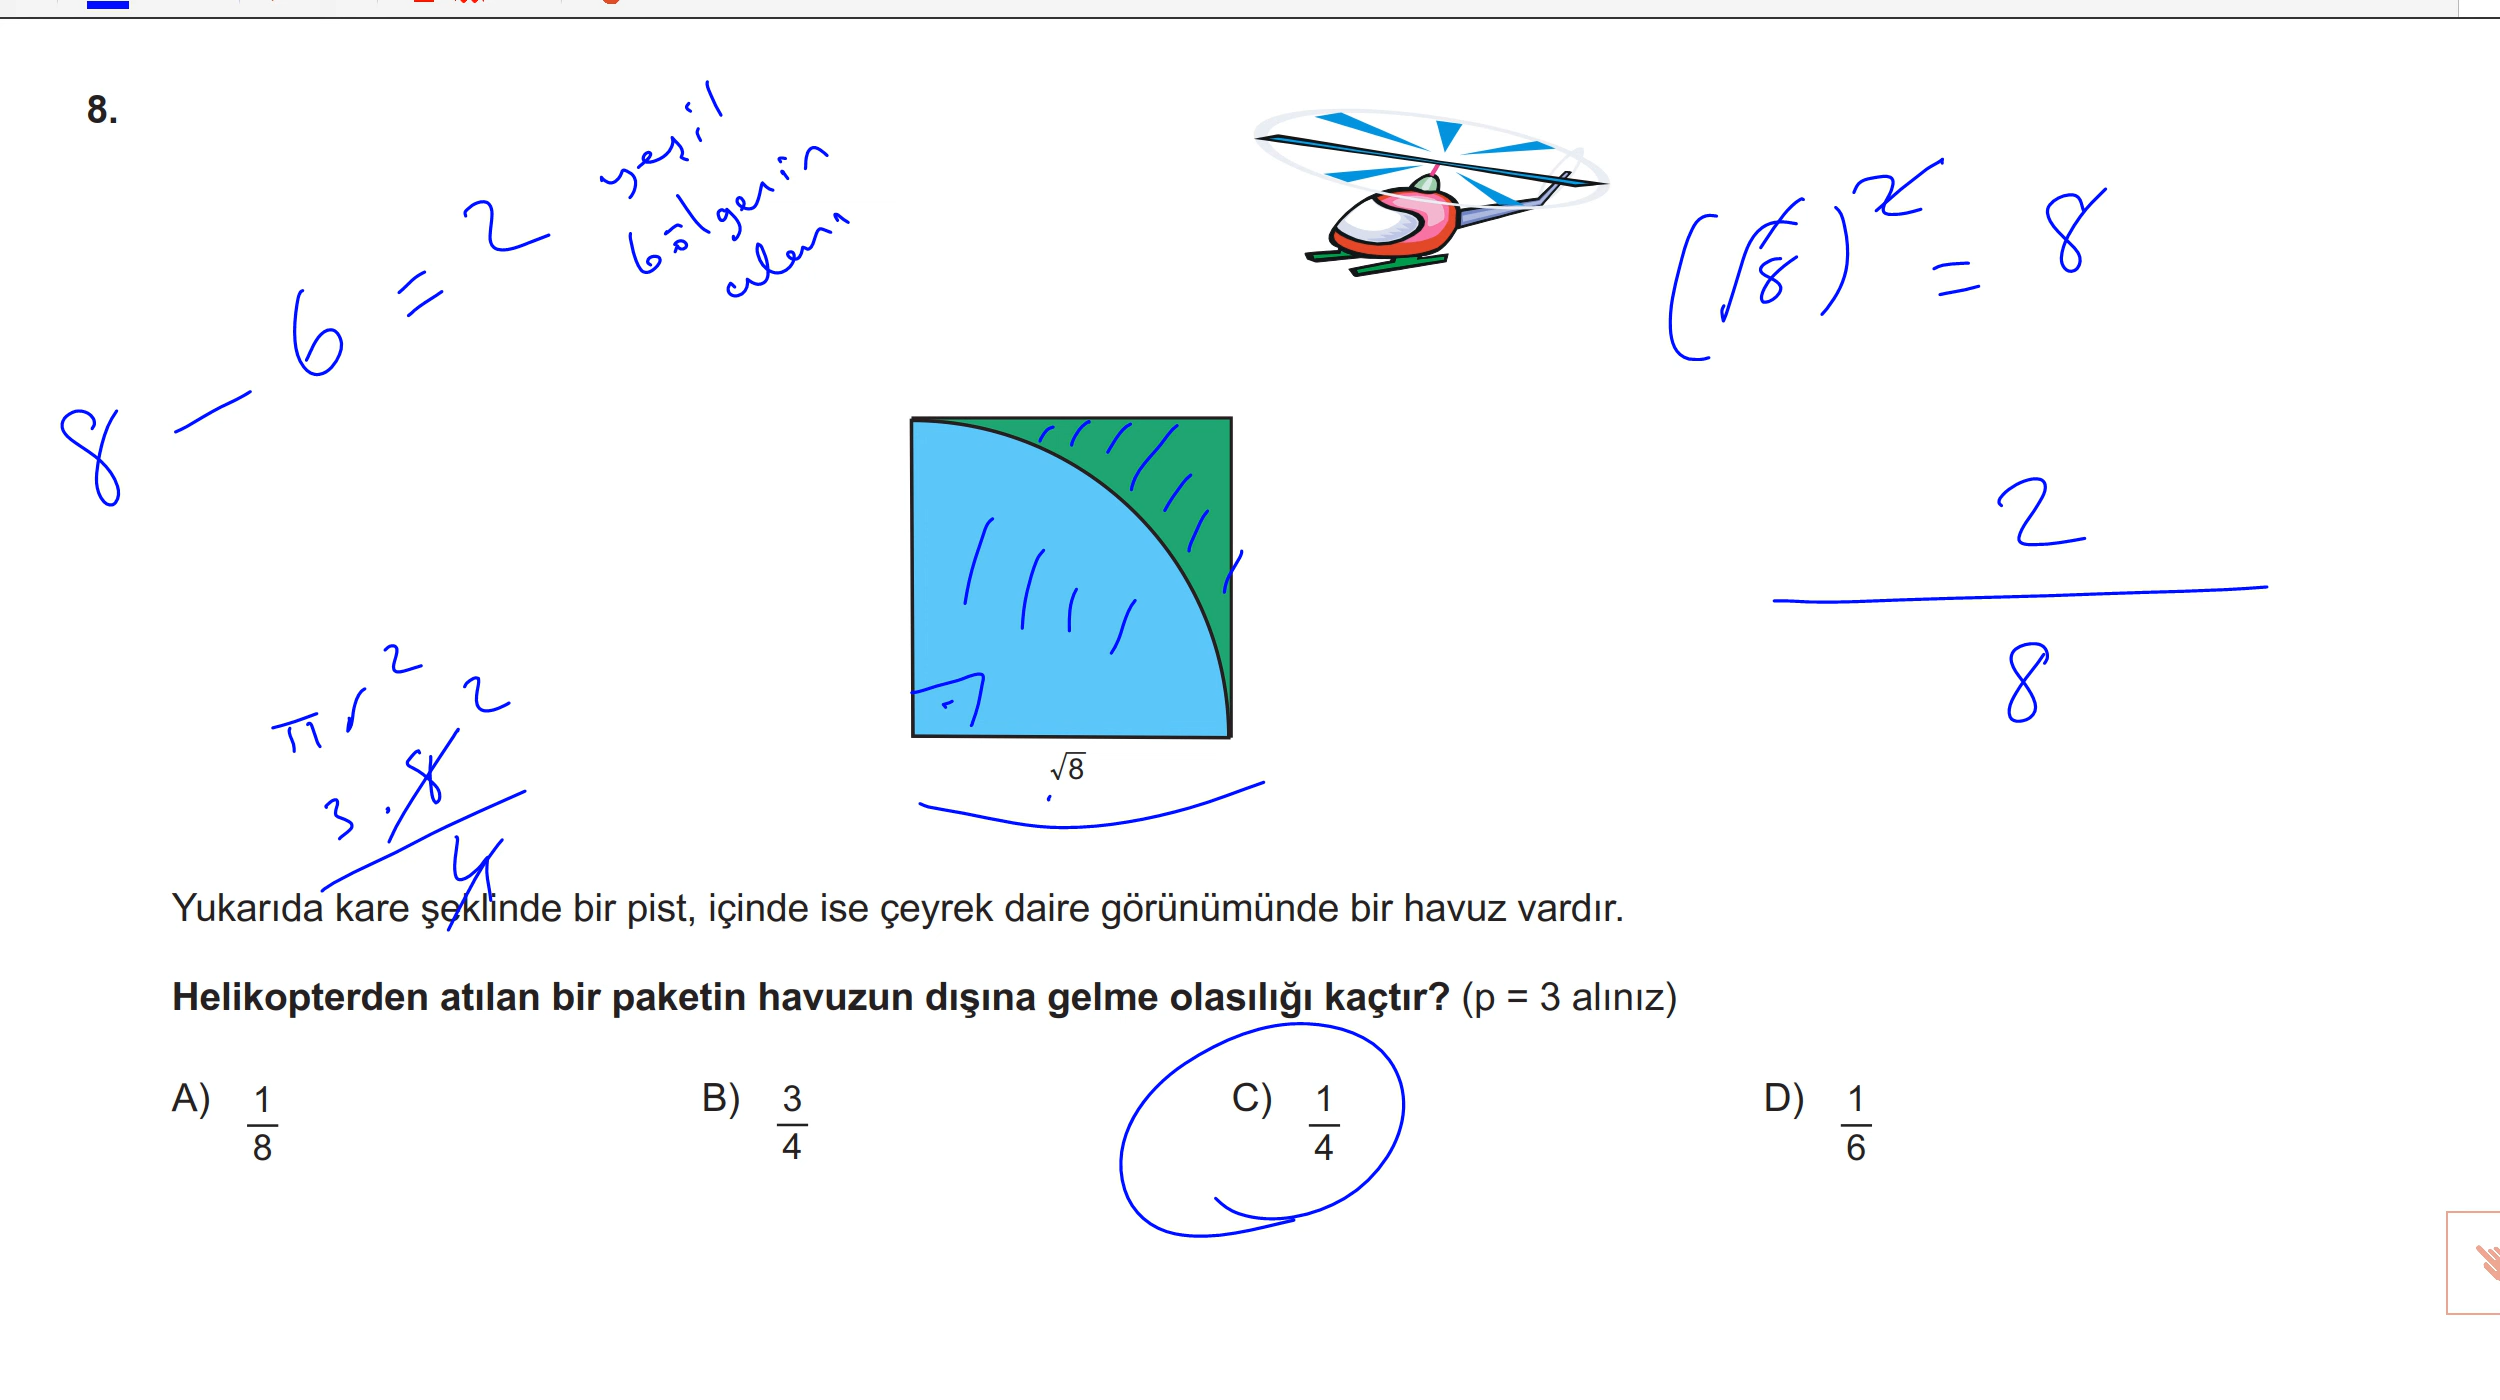 8.
8 - 6 = 2 yeşil
bölgenin
alanı
(√8)² = 8
2
8
πr²
3 . 8 2
4
√8
Yukarıda kare şeklinde bir pist, içinde ise çeyrek daire görünümünde bir havuz vardır.
Helikopterden atılan bir paketin havuzun dışına gelme olasılığı kaçtır? (p = 3 alınız)
A) 1/8 B) 3/4 C) 1/4 D) 1/6